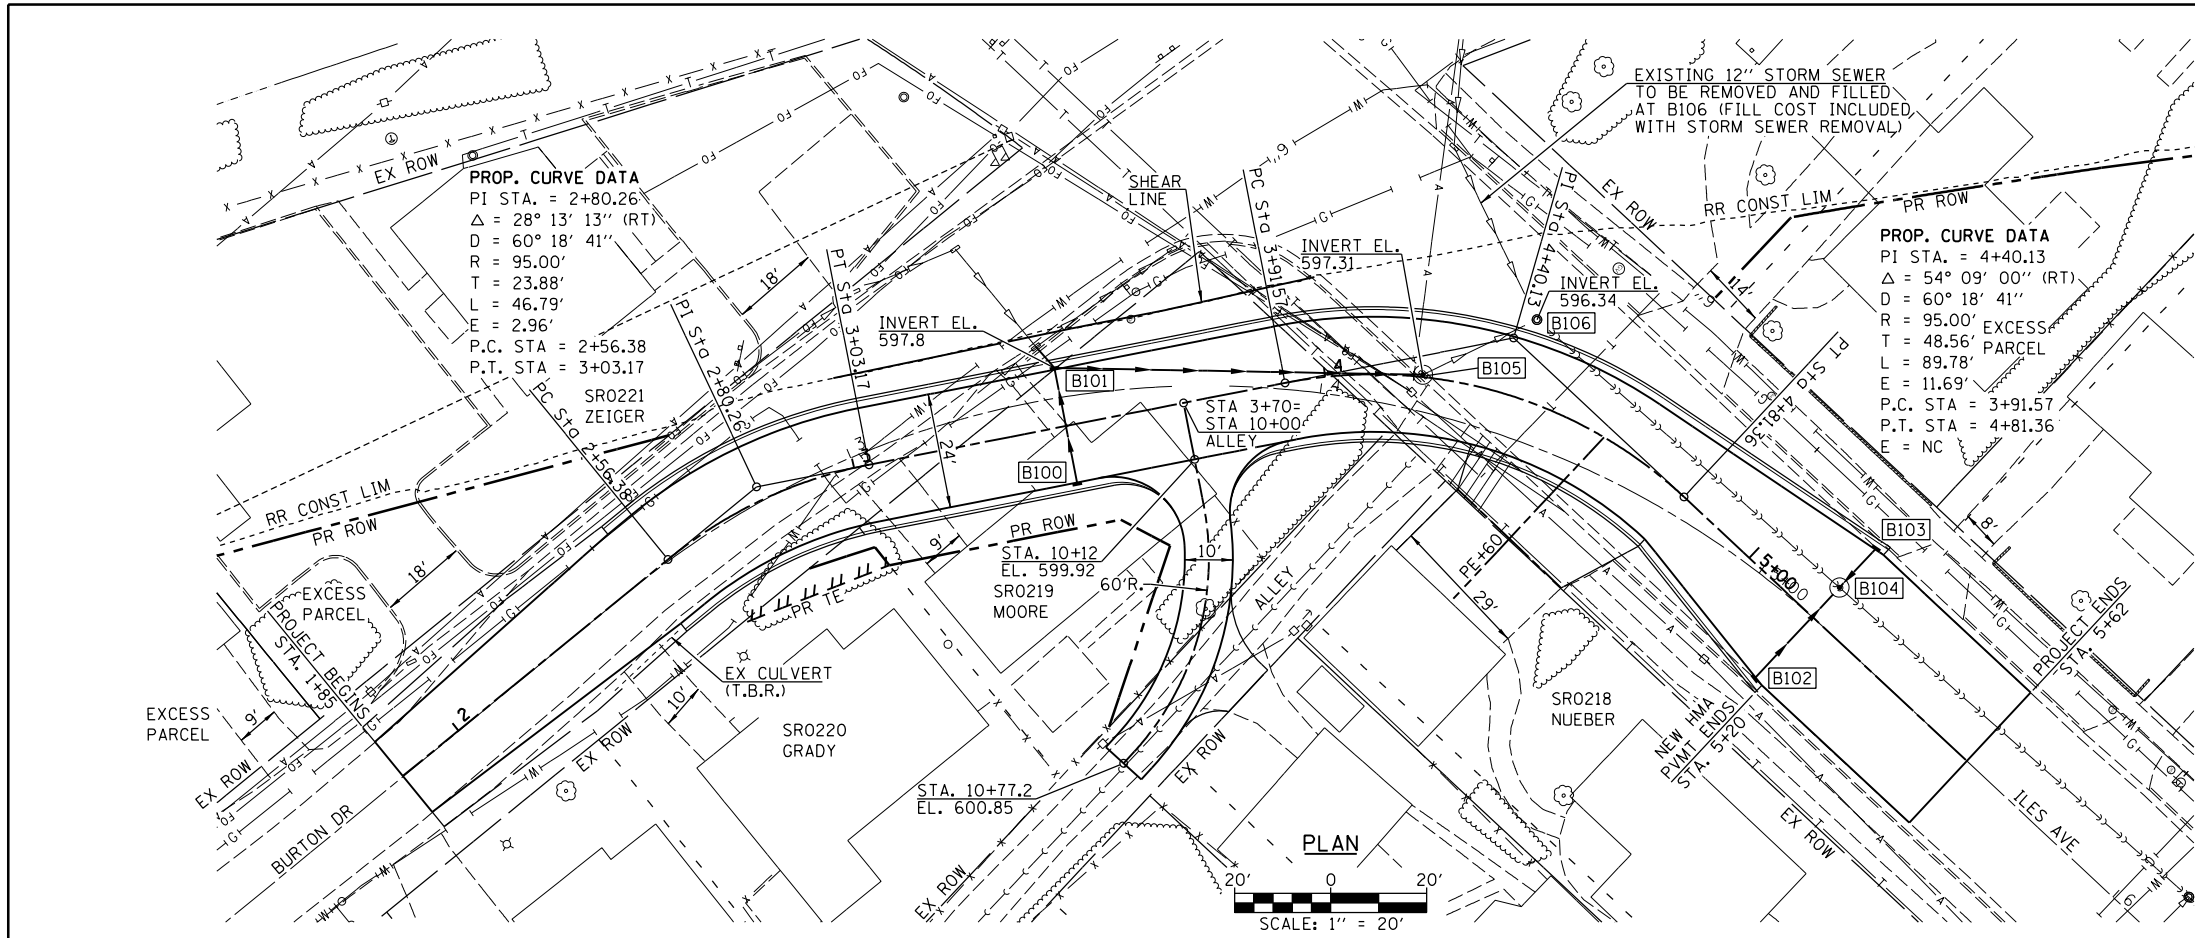 EXISTING 12'' STORM SEWER
TO BE REMOVED AND FILLED
AT B106 (FILL COST INCLUDED
WITH STORM SEWER REMOVAL)
EX ROW
PROP. CURVE DATA
PI STA. = 2+80.26
Δ = 28° 13' 13'' (RT)
D = 60° 18' 41''
R = 95.00'
T = 23.88'
L = 46.79'
E = 2.96'
P.C. STA = 2+56.38
P.T. STA = 3+03.17
SR0221
ZEIGER
18'
SHEAR
LINE
PC Sta 3+91.57
PI Sta 4+40.13
EX ROW
RR CONST LIM
PR ROW
PROP. CURVE DATA
PI STA. = 4+40.13
Δ = 54° 09' 00'' (RT)
D = 60° 18' 41''
R = 95.00'
T = 48.56'
L = 89.78'
E = 11.69'
P.C. STA = 3+91.57
P.T. STA = 4+81.36
E = NC
EXCESS
PARCEL
14'
INVERT EL.
597.31
INVERT EL.
596.34
B106
INVERT EL.
597.8
PT Sta 3+03.17
PI Sta 2+80.26
PC Sta 2+56.38
PT Sta 4+81.36
B101
B105
STA 3+70=
STA 10+00
ALLEY
24'
B100
RR CONST LIM
PR ROW
PR ROW
9'
STA. 10+12
EL. 599.92
10'
60'R.
SR0219
MOORE
ALLEY
PE+60
29'
5+00
B103
8'
B104
B102
PROJECT ENDS
STA. 5+62
18'
EXCESS
PARCEL
PROJECT BEGINS
STA. 1+85
PR TE
EX CULVERT
(T.B.R.)
10'
EX ROW
SR0220
GRADY
SR0218
NUEBER
NEW HMA
PVMT ENDS
STA. 5+20
EXCESS
PARCEL
9'
EX ROW
BURTON DR
STA. 10+77.2
EL. 600.85
EX ROW
EX ROW
EX ROW
ILES AVE
PLAN
20' 0 20'
SCALE: 1'' = 20'